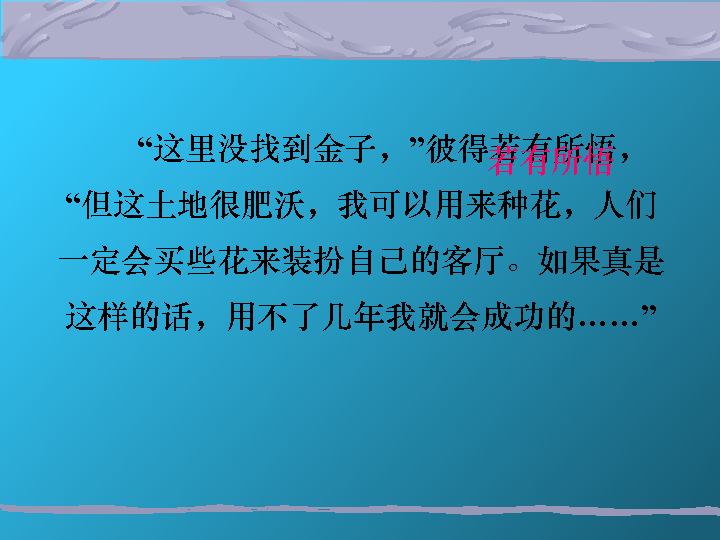 “这里没找到金子，”彼得若有所悟，
若有所悟
“但这土地很肥沃，我可以用来种花，人们
一定会买些花来装扮自己的客厅。如果真是
这样的话，用不了几年我就会成功的……”